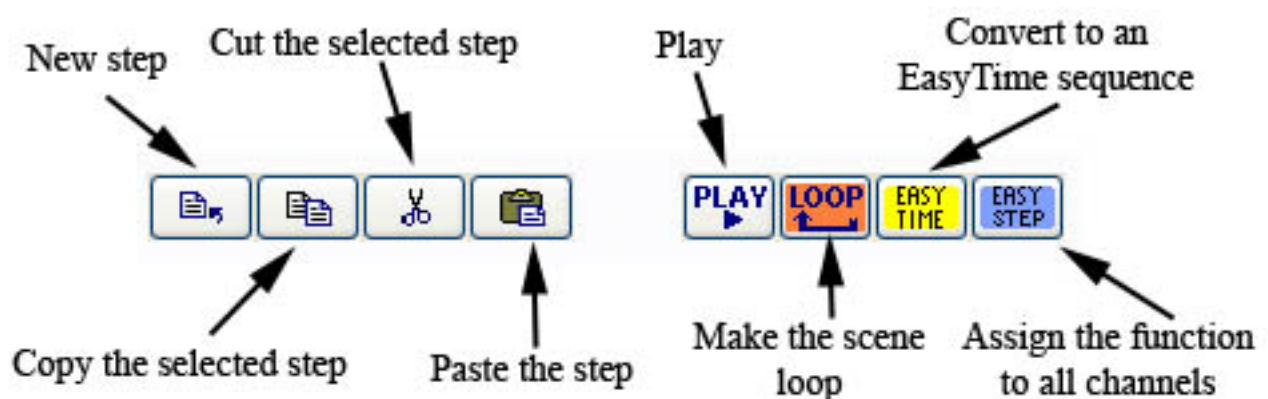 New step
Cut the selected step
Play
Convert to an
EasyTime sequence
PLAY
LOOP
EASY
TIME
EASY
STEP
Copy the selected step
Paste the step
Make the scene
loop
Assign the function
to all channels